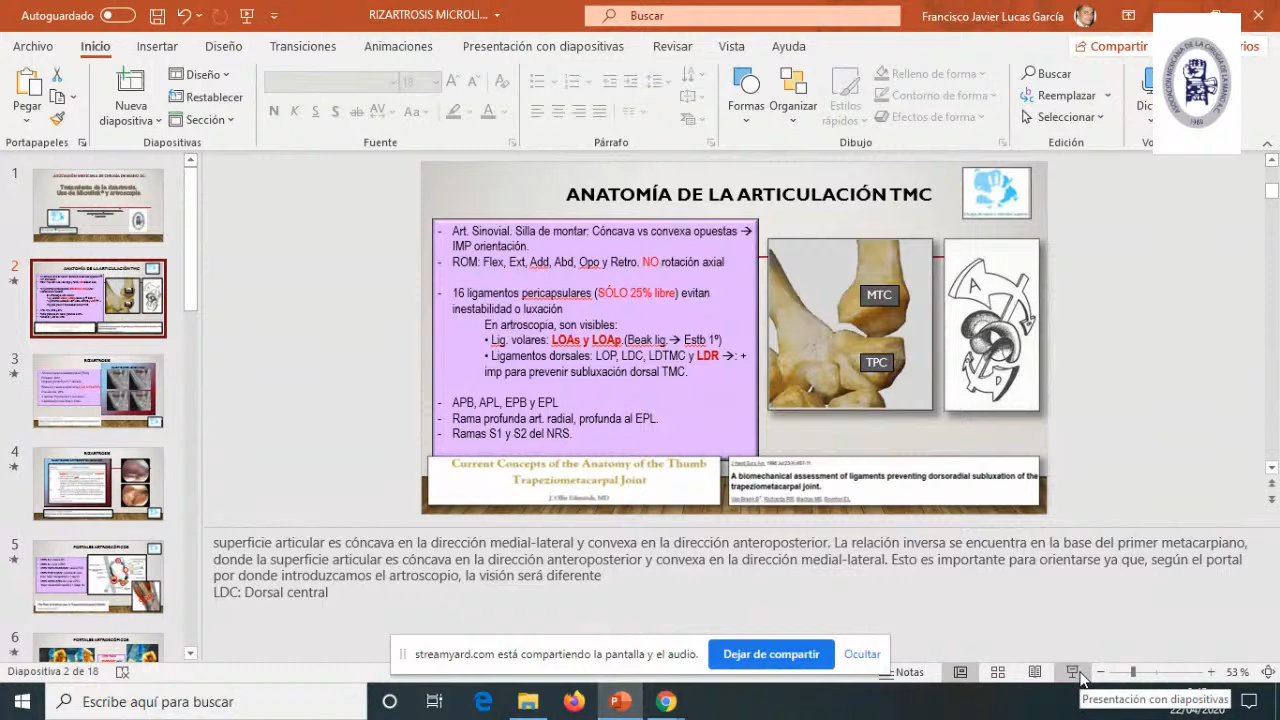 Autoguardado
RIZARTROSIS MICROLI...
Buscar
Francisco Javier Lucas García
Archivo
Inicio
Insertar
Diseño
Transiciones
Animaciones
Presentación con diapositivas
Revisar
Vista
Ayuda
Compartir
Pegar
Nueva
diapositiva
Diseño
Restablecer
Sección
18
Formas
Organizar
Estilos
rápidos
Relleno de forma
Contorno de forma
Efectos de forma
Buscar
Reemplazar
Seleccionar
Portapapeles
Diapositivas
Fuente
Párrafo
Dibujo
Edición
1
2
3
4
5
6
ANATOMÍA DE LA ARTICULACIÓN TMC
- Art. Sinovial. Silla de montar: Cóncava vs convexa opuestas →
IMP orientación.
- ROM: Flex, Ext, Add, Abd, Opo y Retro. NO rotación axial
- 16 ligamentos pericapsulares (SÓLO 25% libre) evitan
inestabilidad o luxación
En artroscopia, son visibles:
• Lig. volares: LOAs y LOAp.(Beak lig.→ Estb 1º)
• Ligamentos dorsales: LOP, LDC, LDTMC y LDR →: +
imp para prevenir subluxación dorsal TMC.
- APB, APL, EPB y EPL
- Rama profunda art. radial, profunda al EPL.
- Ramas S1 y S2 del NRS.
MTC
TPC
A
Current Concepts of the Anatomy of the Thumb
Trapeziometacarpal Joint
J. Ollie Edmunds, MD
A biomechanical assessment of ligaments preventing dorsoradial subluxation of the
trapeziometacarpal joint.
superficie articular es cóncava en la dirección medial-lateral y convexa en la dirección anteroposterior. La relación inversa se encuentra en la base del primer metacarpiano,
donde la superficie articular es cóncava en la dirección anteroposterior y convexa en la dirección medial-lateral. Esto es importante para orientarse ya que, según el portal
por donde introduzcamos el artroscopio, la visión será diferente
LDC: Dorsal central
streamyard.com está compartiendo la pantalla y el audio.
Dejar de compartir
Ocultar
Diapositiva 2 de 18
Notas
53 %
Presentación con diapositivas
Escribe aquí para buscar
22/04/2020